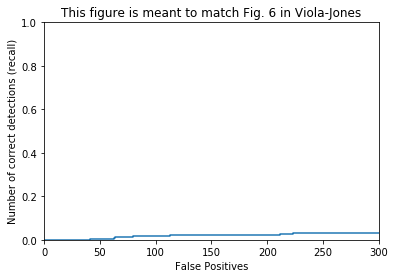 This figure is meant to match Fig. 6 in Viola-Jones
Number of correct detections (recall)
1.0
0.8
0.6
0.4
0.2
0.0
0 50 100 150 200 250 300
False Positives